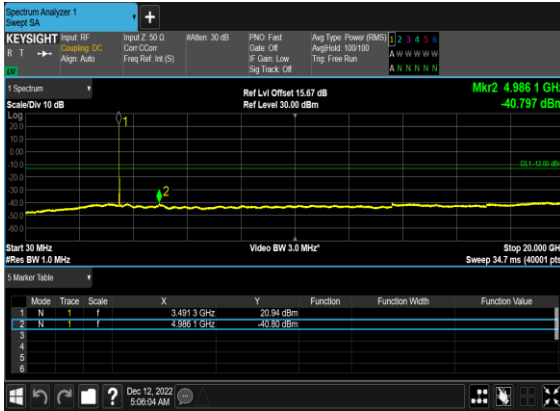 Spectrum Analyzer 1
Swept SA
+
KEYSIGHT
R T
Input: RF
Coupling: DC
Align: Auto
Input Z: 50 Ω
Corr CCorr
Freq Ref: Int (S)
#Atten: 30 dB
PNO: Fast
Gate: Off
IF Gain: Low
Sig Track: Off
Avg Type: Power (RMS)
Avg|Hold: 100/100
Trig: Free Run
1 2 3 4 5 6
A W W W W W
A N N N N N
1 Spectrum
Scale/Div 10 dB
Ref Lvl Offset 15.67 dB
Ref Level 30.00 dBm
Mkr2 4.986 1 GHz
-40.797 dBm
Log
20.0
10.0
0.00
-10.0
-20.0
-30.0
-40.0
-50.0
-60.0
1
2
DL1 -13.00 dBm
Start 30 MHz
#Res BW 1.0 MHz
Video BW 3.0 MHz*
Stop 20.000 GHz
Sweep 34.7 ms (40001 pts)
5 Marker Table
Mode Trace Scale X Y Function Function Width Function Value
1 N 1 f 3.491 3 GHz 20.94 dBm
2 N 1 f 4.986 1 GHz -40.80 dBm
3
4
5
6
?
Dec 12, 2022
5:06:04 AM